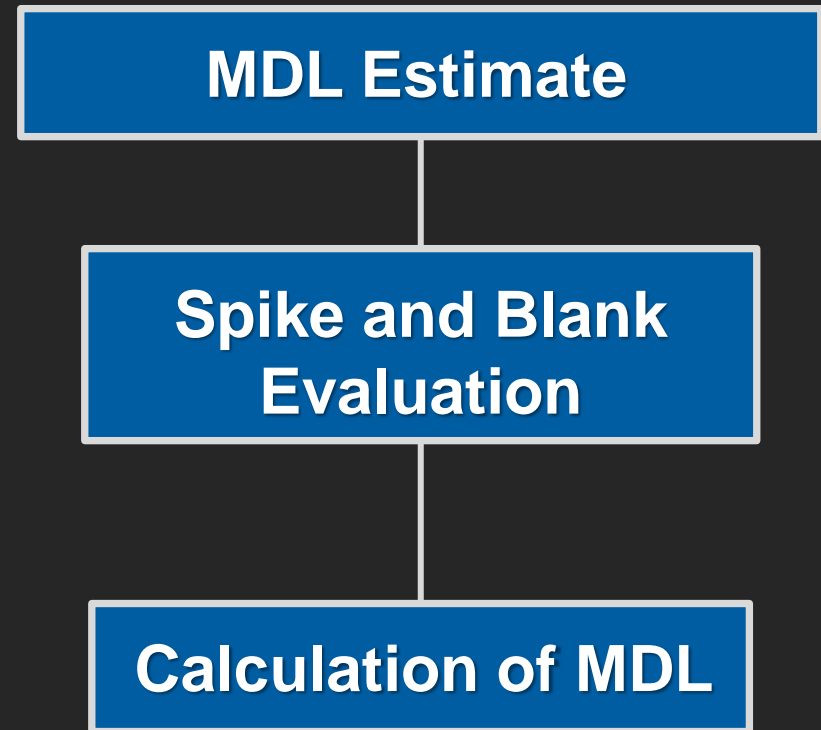 MDL Estimate
Spike and Blank
Evaluation
Calculation of MDL